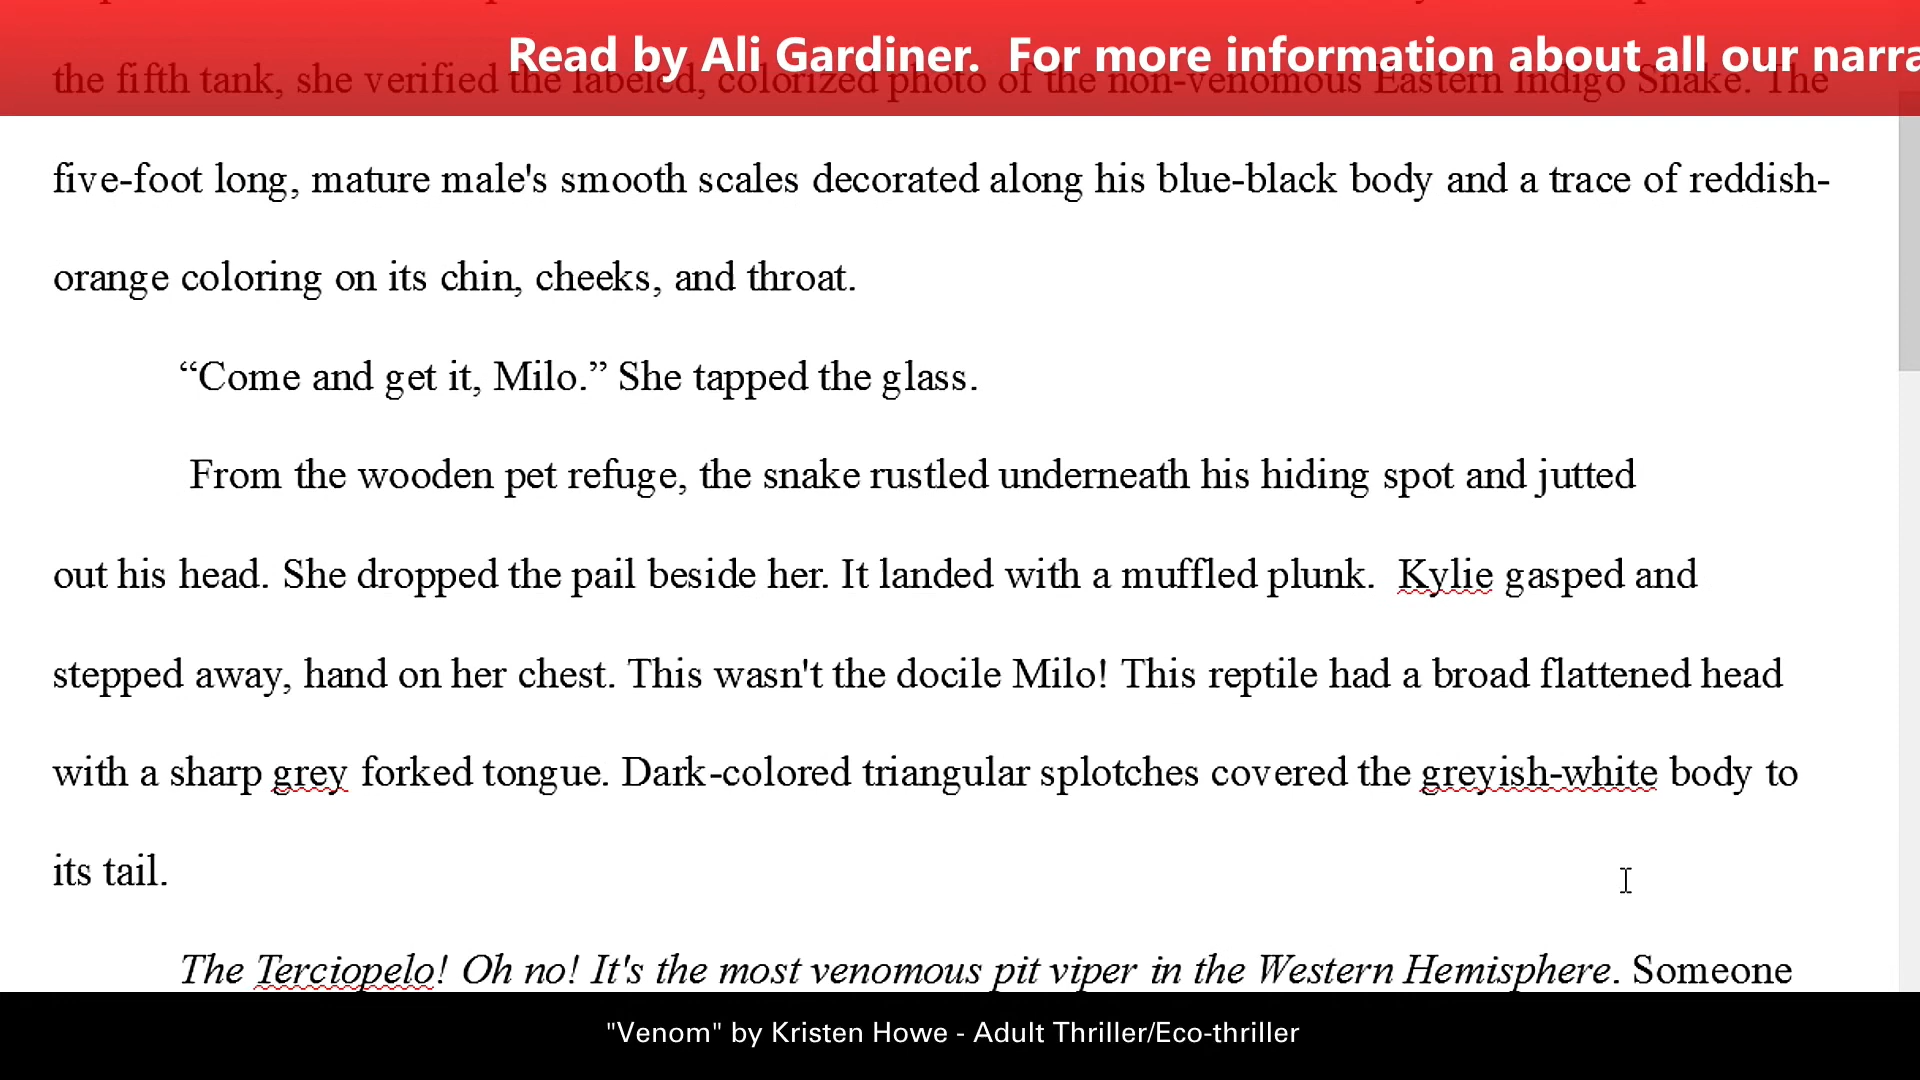 Read by Ali Gardiner.  For more information about all our narra
the fifth tank, she verified the labeled, colorized photo of the non-venomous Eastern Indigo Snake. The
five-foot long, mature male's smooth scales decorated along his blue-black body and a trace of reddish-
orange coloring on its chin, cheeks, and throat.
“Come and get it, Milo.” She tapped the glass.
From the wooden pet refuge, the snake rustled underneath his hiding spot and jutted
out his head. She dropped the pail beside her. It landed with a muffled plunk.  Kylie gasped and
stepped away, hand on her chest. This wasn't the docile Milo! This reptile had a broad flattened head
with a sharp grey forked tongue. Dark-colored triangular splotches covered the greyish-white body to
its tail.
The Terciopelo! Oh no! It's the most venomous pit viper in the Western Hemisphere. Someone
"Venom" by Kristen Howe - Adult Thriller/Eco-thriller